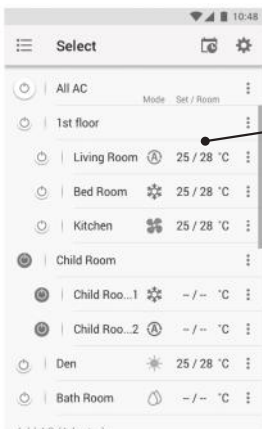 10:48
Select
All AC
Mode Set / Room
1st floor
Living Room 25 / 28 °C
Bed Room 25 / 28 °C
Kitchen 25 / 28 °C
Child Room
Child Roo...1 -- / -- °C
Child Roo...2 -- / -- °C
Den 25 / 28 °C
Bath Room